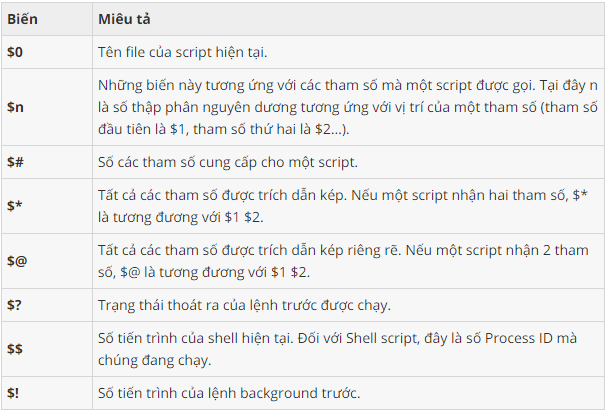 Biến Miêu tả
$0 Tên file của script hiện tại.
Những biến này tương ứng với các tham số mà một script được gọi. Tại đây n
$n là số thập phân nguyên dương tương ứng với vị trí của một tham số (tham số
đầu tiên là $1, tham số thứ hai là $2...).
$# Số các tham số cung cấp cho một script.
$* Tất cả các tham số được trích dẫn kép. Nếu một script nhận hai tham số, $*
là tương đương với $1 $2.
$@ Tất cả các tham số được trích dẫn kép riêng rẽ. Nếu một script nhận 2 tham
số, $@ là tương đương với $1 $2.
$? Trạng thái thoát ra của lệnh trước được chạy.
$$ Số tiến trình của shell hiện tại. Đối với Shell script, đây là số Process ID mà
chúng đang chạy.
$! Số tiến trình của lệnh background trước.